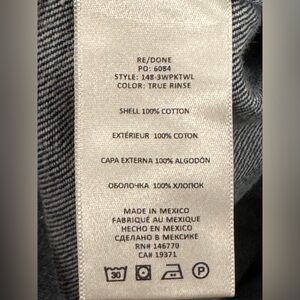 RE/DONE
PO: 6084
STYLE: 148-3WPKTWL
COLOR: TRUE RINSE
SHELL 100% COTTON
EXTÉRIEUR 100% COTON
CAPA EXTERNA 100% ALGODÓN
ОБОЛОЧКА 100% ХЛОПОК
MADE IN MEXICO
FABRIQUÉ AU MEXIQUE
HECHO EN MEXICO
СДЕЛАНО В МЕКСИКЕ
RN# 146770
CA# 19371
30 P